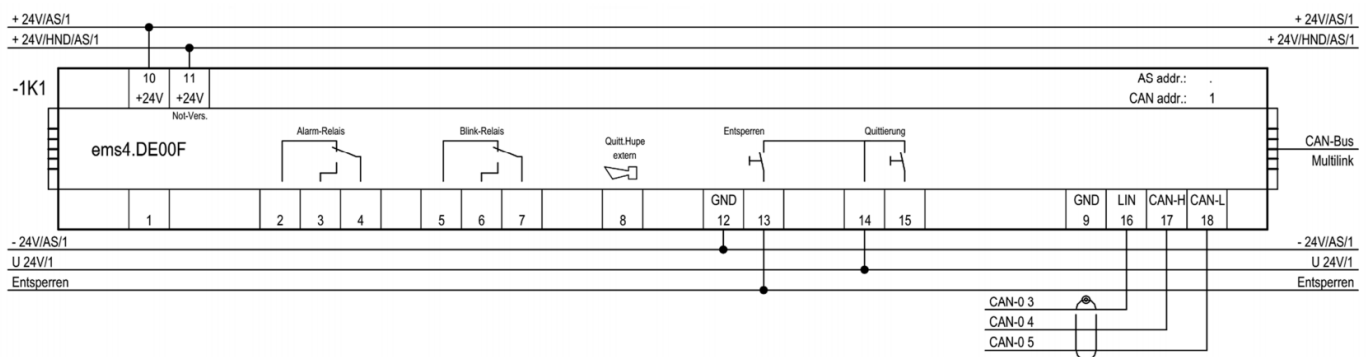 + 24V/AS/1 + 24V/AS/1
+ 24V/HND/AS/1 + 24V/HND/AS/1
-1K1 10 11 AS addr.: .
+24V +24V CAN addr.: 1
Not-Vers.
ems4.DE00F Alarm-Relais Blink-Relais Quitt.Hupe Entsperren Quittierung CAN-Bus
extern Multilink
GND GND LIN CAN-H CAN-L
1 2 3 4 5 6 7 8 12 13 14 15 9 16 17 18
- 24V/AS/1 - 24V/AS/1
U 24V/1 U 24V/1
Entsperren Entsperren
CAN-0 3
CAN-0 4
CAN-0 5